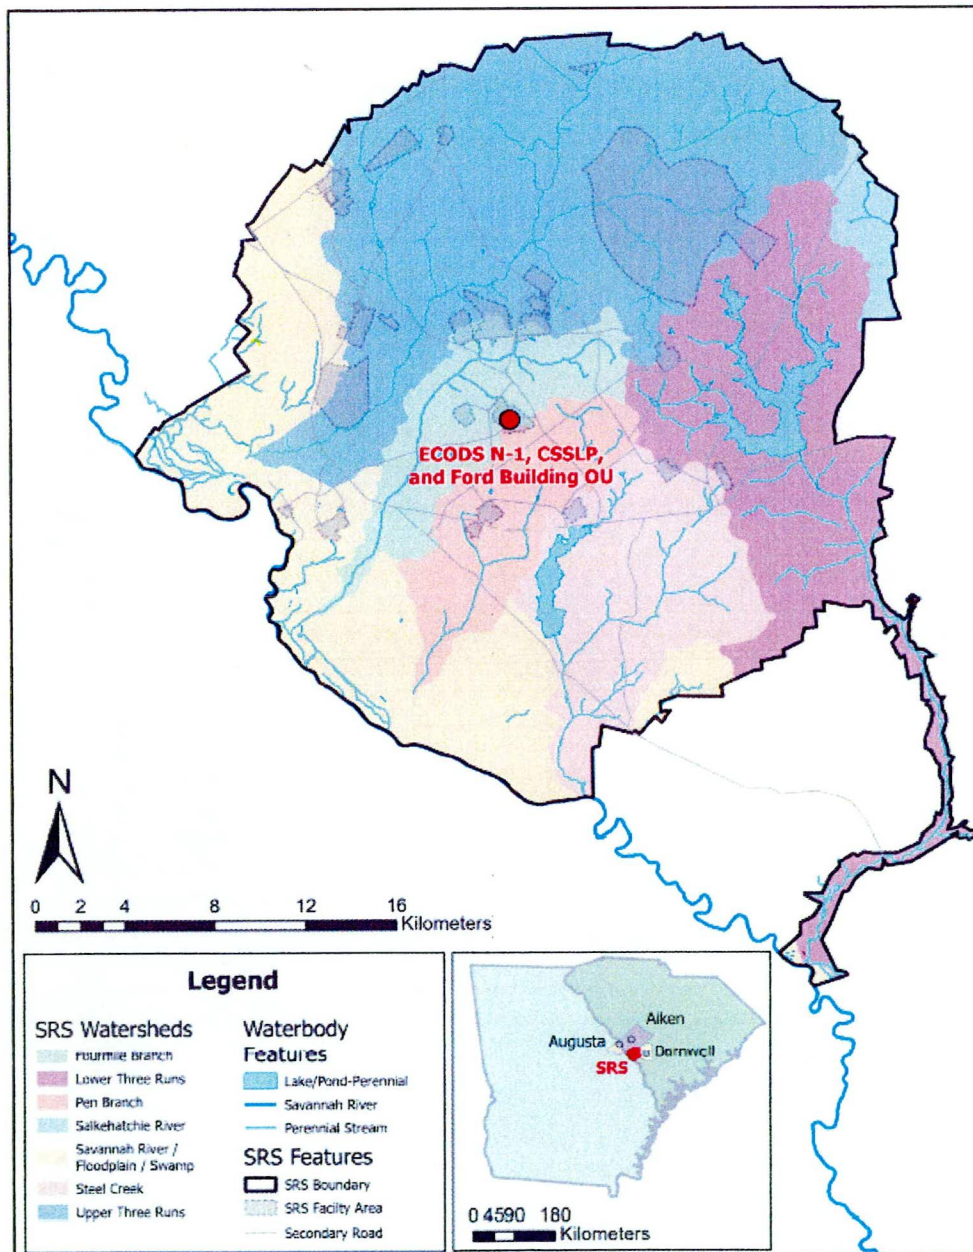 ECODS N-1, CSSLP,
and Ford Building OU
N
0 2 4 8 12 16
Kilometers
Legend
SRS Watersheds
Fourmile Branch
Lower Three Runs
Pen Branch
Salkehatchie River
Savannah River /
Floodplain / Swamp
Steel Creek
Upper Three Runs
Waterbody
Features
Lake/Pond-Perennial
Savannah River
Perennial Stream
SRS Features
SRS Boundary
SRS Facility Area
Secondary Road
Aiken
Augusta
Barnwell
SRS
0 4590 180
Kilometers